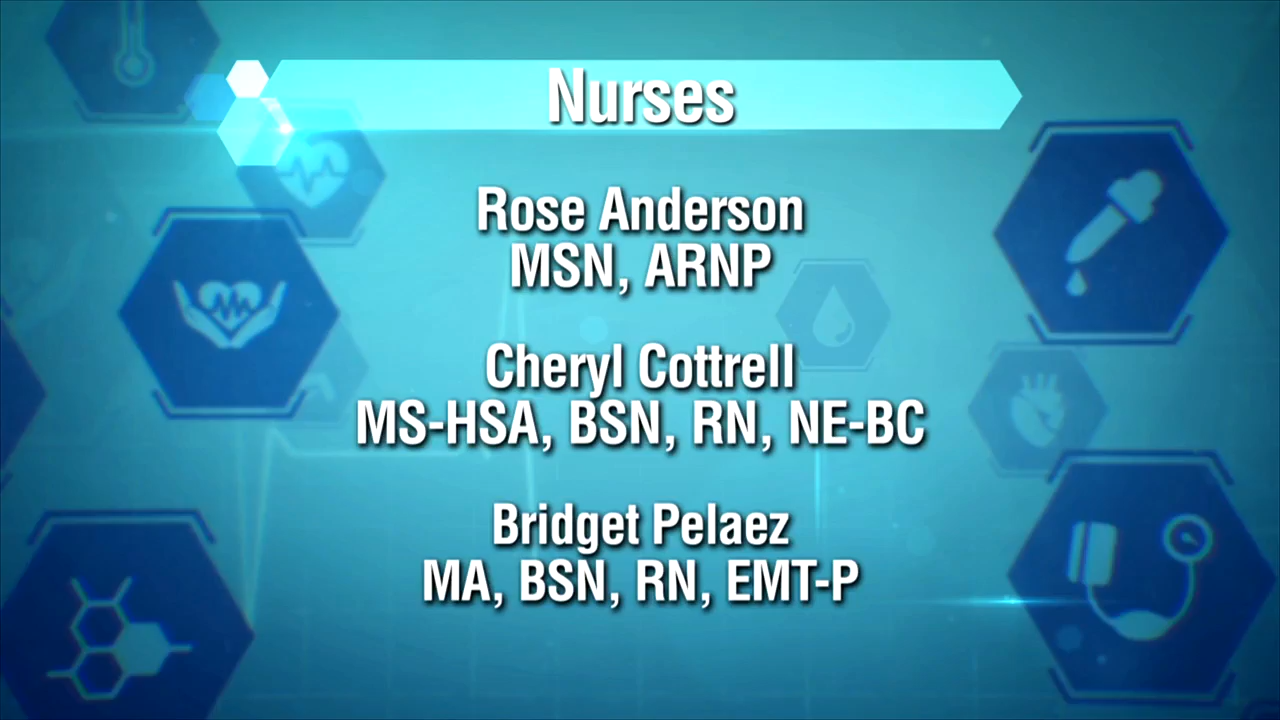 Nurses
Rose Anderson
MSN, ARNP
Cheryl Cottrell
MS-HSA, BSN, RN, NE-BC
Bridget Pelaez
MA, BSN, RN, EMT-P